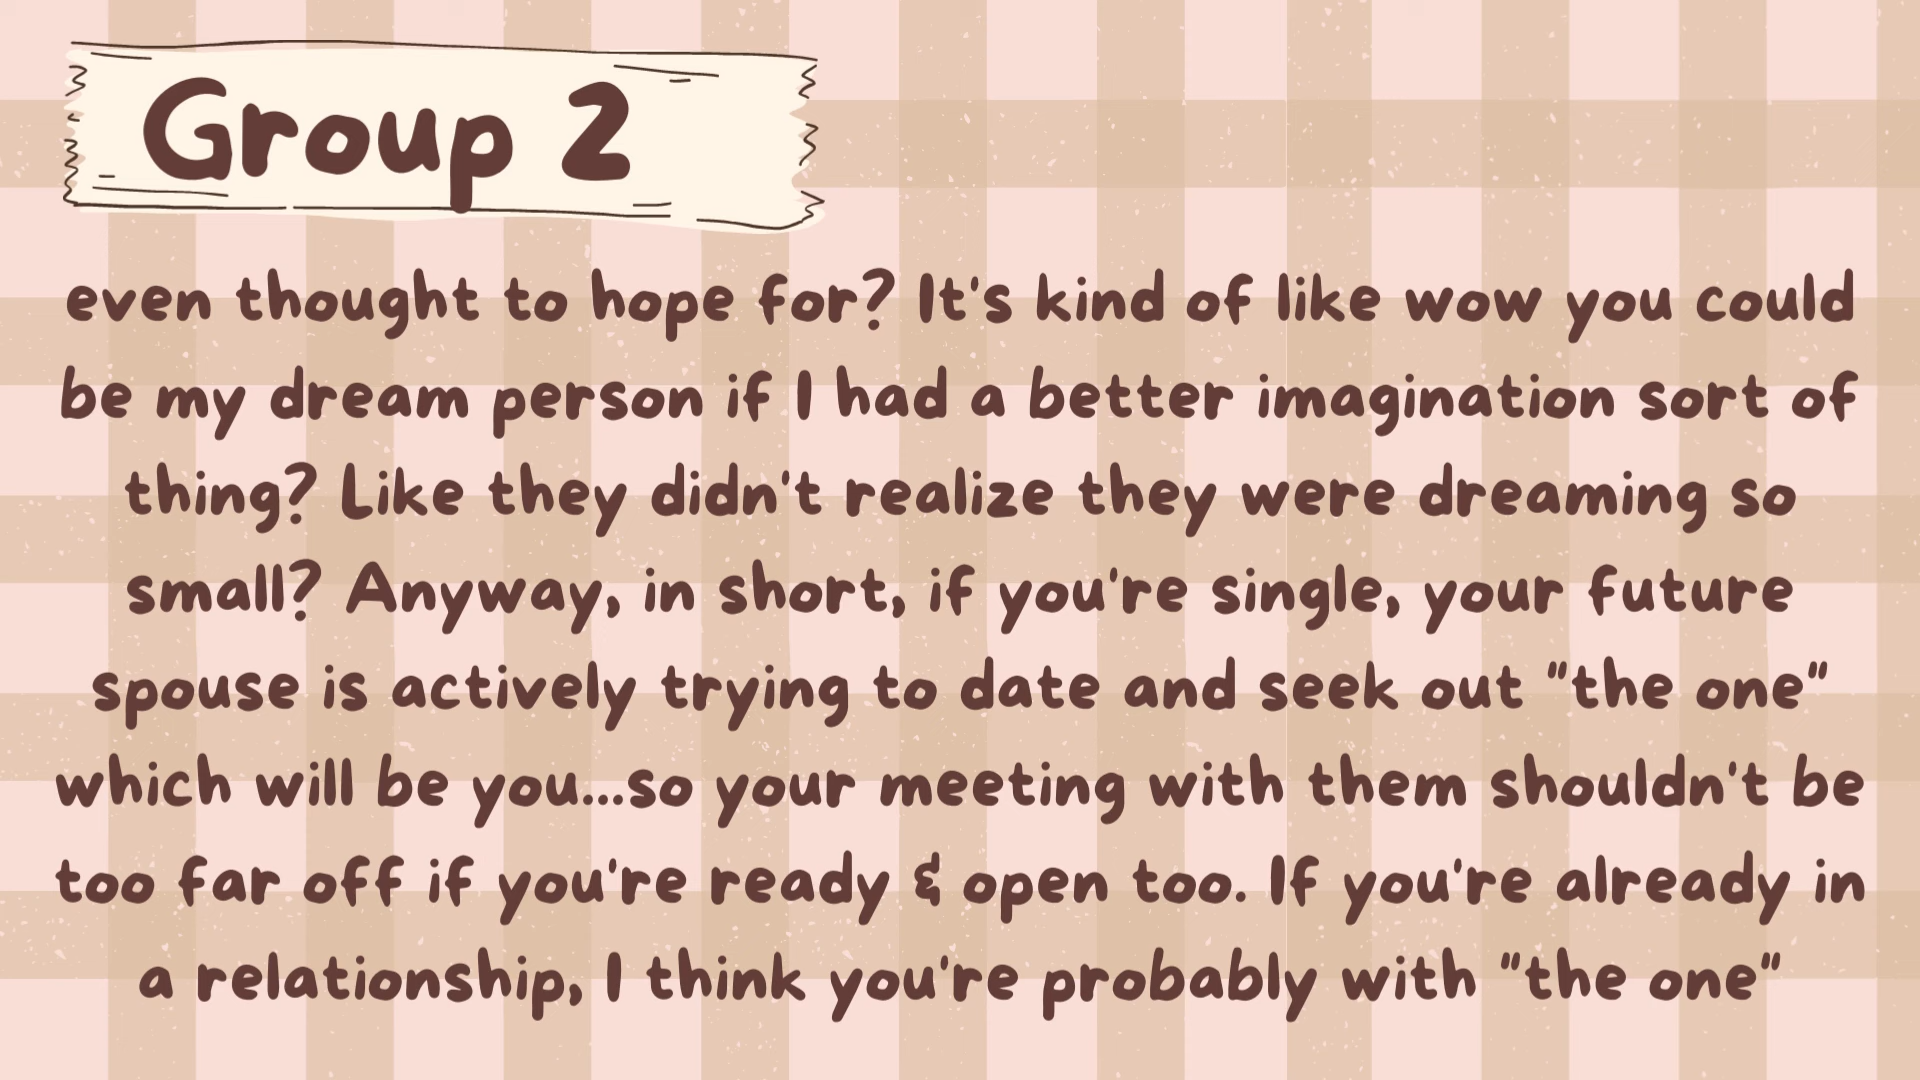 Group 2
even thought to hope for? It's kind of like wow you could
be my dream person if I had a better imagination sort of
thing? Like they didn't realize they were dreaming so
small? Anyway, in short, if you're single, your future
spouse is actively trying to date and seek out "the one"
which will be you...so your meeting with them shouldn't be
too far off if you're ready & open too. If you're already in
a relationship, I think you're probably with "the one"